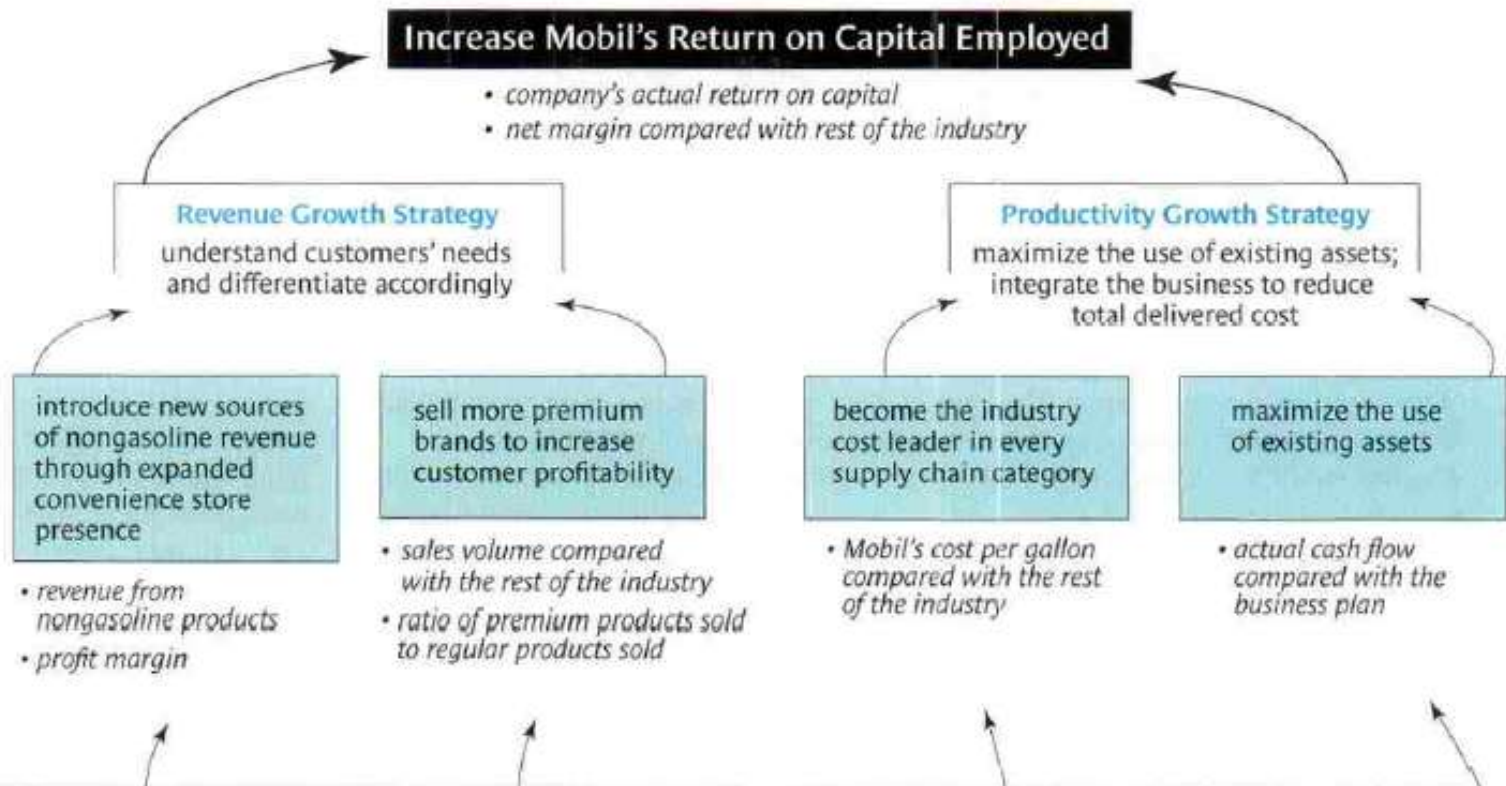 Increase Mobil's Return on Capital Employed
• company's actual return on capital
• net margin compared with rest of the industry
Revenue Growth Strategy
understand customers' needs
and differentiate accordingly
Productivity Growth Strategy
maximize the use of existing assets;
integrate the business to reduce
total delivered cost
introduce new sources
of nongasoline revenue
through expanded
convenience store
presence
• revenue from
nongasoline products
• profit margin
sell more premium
brands to increase
customer profitability
• sales volume compared
with the rest of the industry
• ratio of premium products sold
to regular products sold
become the industry
cost leader in every
supply chain category
• Mobil's cost per gallon
compared with the rest
of the industry
maximize the use
of existing assets
• actual cash flow
compared with the
business plan